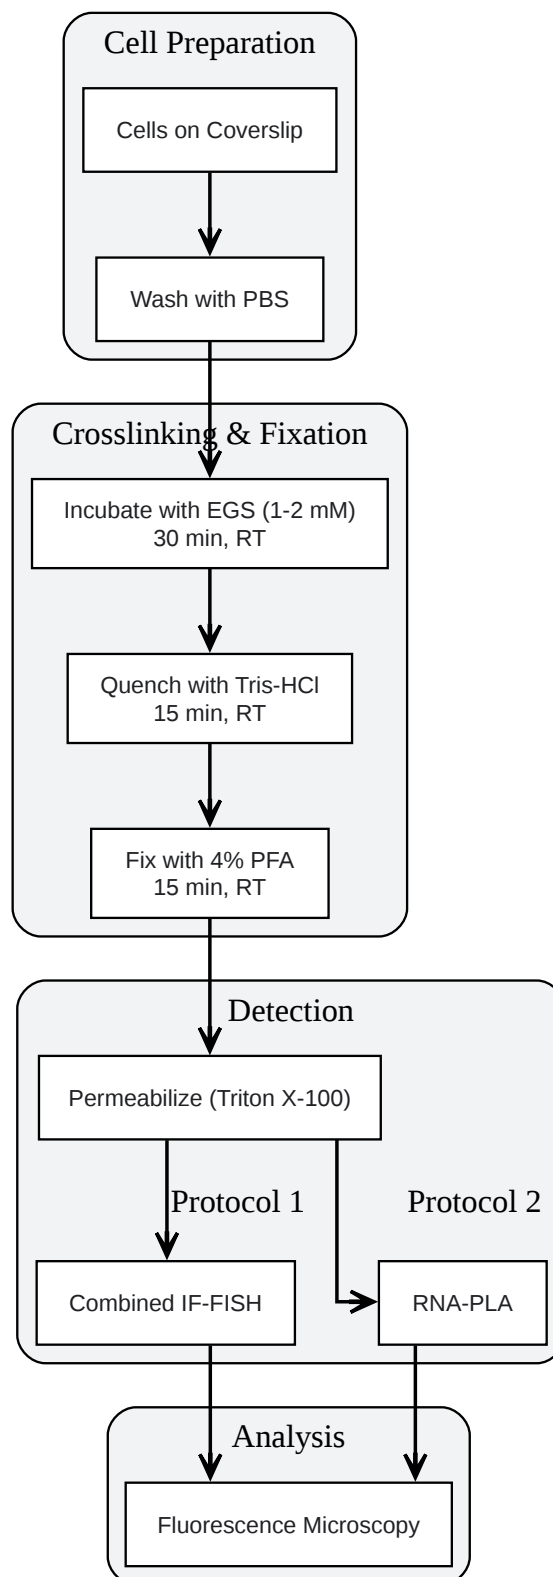 Cell Preparation
Cells on Coverslip
Wash with PBS
Crosslinking & Fixation
Incubate with EGS (1-2 mM)
30 min, RT
Quench with Tris-HCl
15 min, RT
Fix with 4% PFA
15 min, RT
Detection
Permeabilize (Triton X-100)
Protocol 1
Protocol 2
Combined IF-FISH
RNA-PLA
Analysis
Fluorescence Microscopy